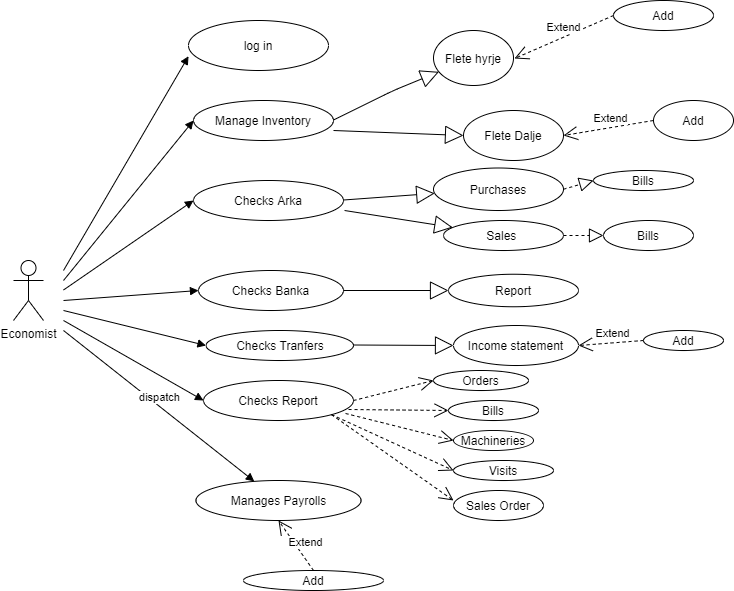 Add
Extend
log in
Flete hyrje
Manage Inventory
Extend
Add
Flete Dalje
Purchases
Bills
Checks Arka
Sales
Bills
Economist
Checks Banka
Report
Checks Tranfers
Income statement
Extend
Add
dispatch
Checks Report
Orders
Bills
Machineries
Visits
Sales Order
Manages Payrolls
Extend
Add